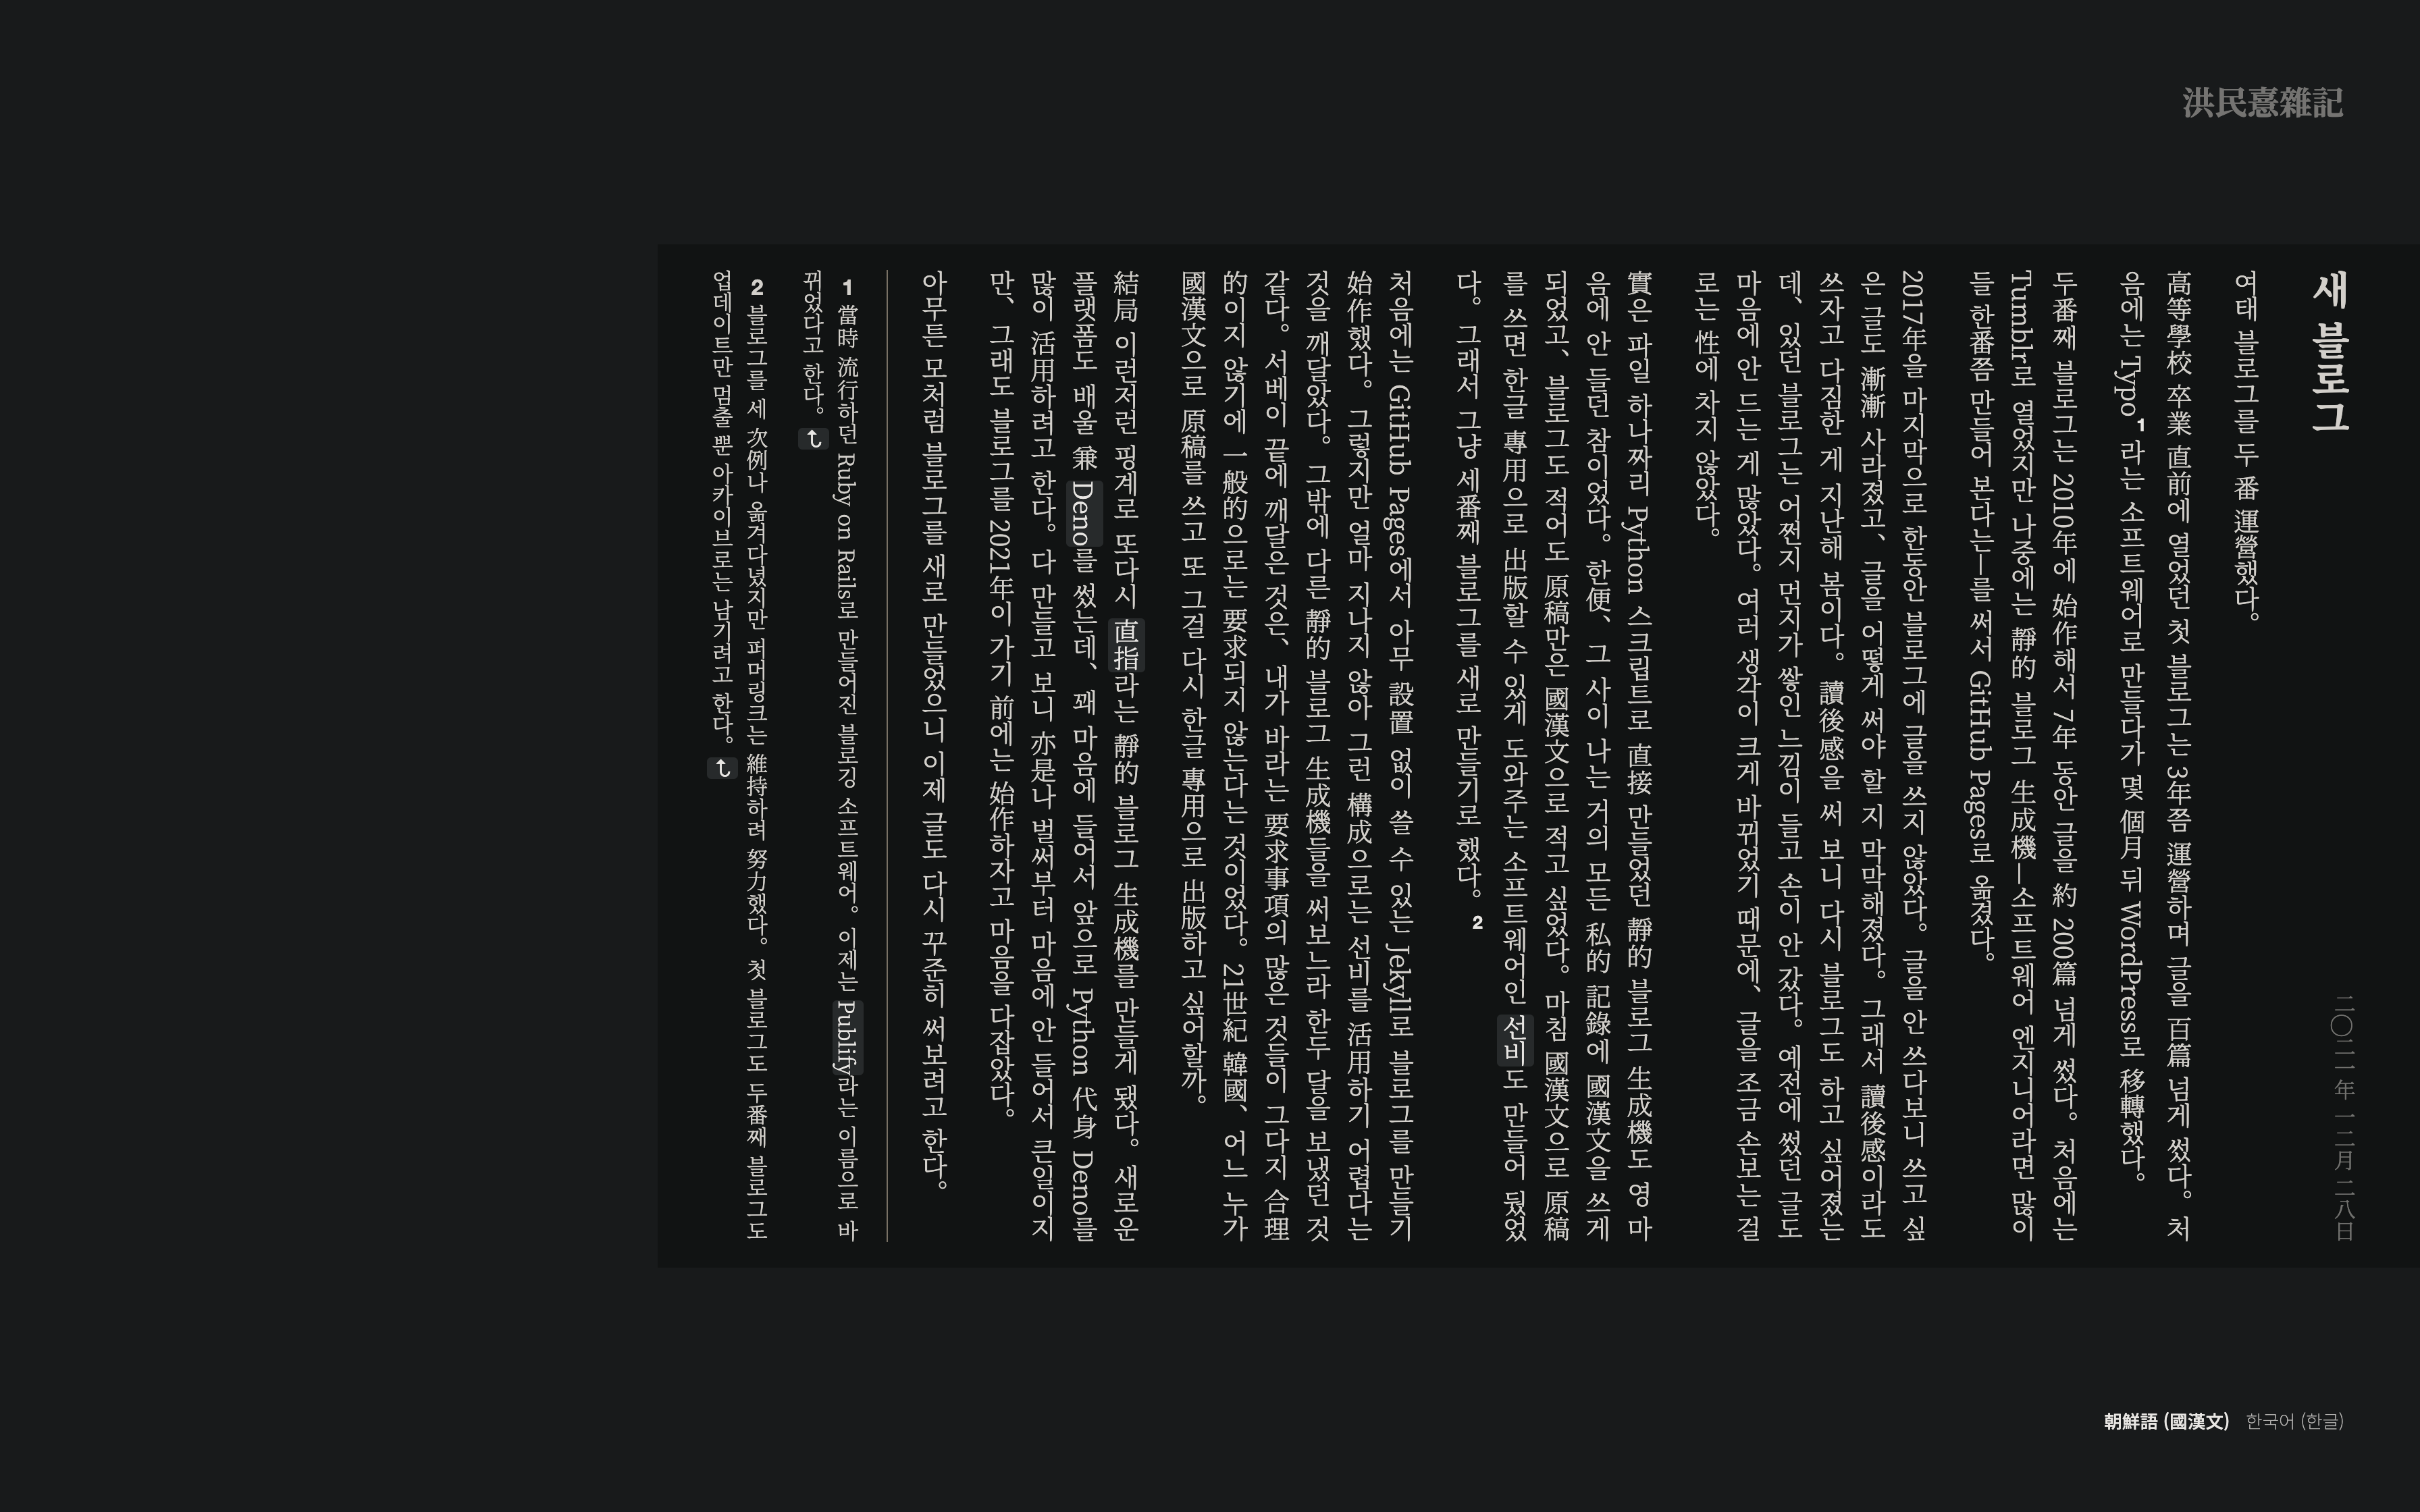 洪民憙雜記
새 블로그
二〇二一年 一二月 二八日
여태 블로그를 두 番 運營했다。
高等學校 卒業 直前에 열었던 첫 블로그는 3年쯤 運營하며 글을 百篇 넘게 썼다。 처
음에는 Typo1라는 소프트웨어로 만들다가 몇 個月 뒤 WordPress로 移轉했다。
두番째 블로그는 2010年에 始作해서 7年 동안 글을 約 200篇 넘게 썼다。 처음에는
Tumblr로 열었지만 나중에는 靜的 블로그 生成機—소프트웨어 엔지니어라면 많이
들 한番쯤 만들어 본다는—를 써서 GitHub Pages로 옮겼다。
2017年을 마지막으로 한동안 블로그에 글을 쓰지 않았다。 글을 안 쓰다보니 쓰고 싶
은 글도 漸漸 사라졌고、 글을 어떻게 써야 할 지 막막해졌다。 그래서 讀後感이라도
쓰자고 다짐한 게 지난해 봄이다。 讀後感을 써 보니 다시 블로그도 하고 싶어졌는
데、 있던 블로그는 어쩐지 먼지가 쌓인 느낌이 들고 손이 안 갔다。 예전에 썼던 글도
마음에 안 드는 게 많았다。 여러 생각이 크게 바뀌었기 때문에、 글을 조금 손보는 걸
로는 性에 차지 않았다。
實은 파일 하나짜리 Python 스크립트로 直接 만들었던 靜的 블로그 生成機도 영 마
음에 안 들던 참이었다。 한便、 그 사이 나는 거의 모든 私的 記錄에 國漢文을 쓰게
되었고、 블로그도 적어도 原稿만은 國漢文으로 적고 싶었다。 마침 國漢文으로 原稿
를 쓰면 한글 專用으로 出版할 수 있게 도와주는 소프트웨어인 선비도 만들어 뒀었
다。 그래서 그냥 세番째 블로그를 새로 만들기로 했다。2
처음에는 GitHub Pages에서 아무 設置 없이 쓸 수 있는 Jekyll로 블로그를 만들기
始作했다。 그렇지만 얼마 지나지 않아 그런 構成으로는 선비를 活用하기 어렵다는
것을 깨달았다。 그밖에 다른 靜的 블로그 生成機들을 써 보느라 한두 달을 보냈던 것
같다。 서베이 끝에 깨달은 것은、 내가 바라는 要求事項의 많은 것들이 그다지 合理
的이지 않기에 一般的으로는 要求되지 않는다는 것이었다。 21世紀 韓國、 어느 누가
國漢文으로 原稿를 쓰고 또 그걸 다시 한글 專用으로 出版하고 싶어할까。
結局 이런저런 핑계로 또다시 直指라는 靜的 블로그 生成機를 만들게 됐다。 새로운
플랫폼도 배울 兼 Deno를 썼는데、 꽤 마음에 들어서 앞으로 Python 代身 Deno를
많이 活用하려고 한다。 다 만들고 보니 亦是나 벌써부터 마음에 안 들어서 큰일이지
만、 그래도 블로그를 2021年이 가기 前에는 始作하자고 마음을 다잡았다。
아무튼 모처럼 블로그를 새로 만들었으니 이제 글도 다시 꾸준히 써보려고 한다。
1 當時 流行하던 Ruby on Rails로 만들어진 블로깅 소프트웨어。 이제는 Publify라는 이름으로 바
뀌었다고 한다。 ↩
2 블로그를 세 次例나 옮겨다녔지만 퍼머링크는 維持하려 努力했다。 첫 블로그도 두番째 블로그도
업데이트만 멈출 뿐 아카이브로는 남기려고 한다。 ↩
朝鮮語 (國漢文) 한국어 (한글)